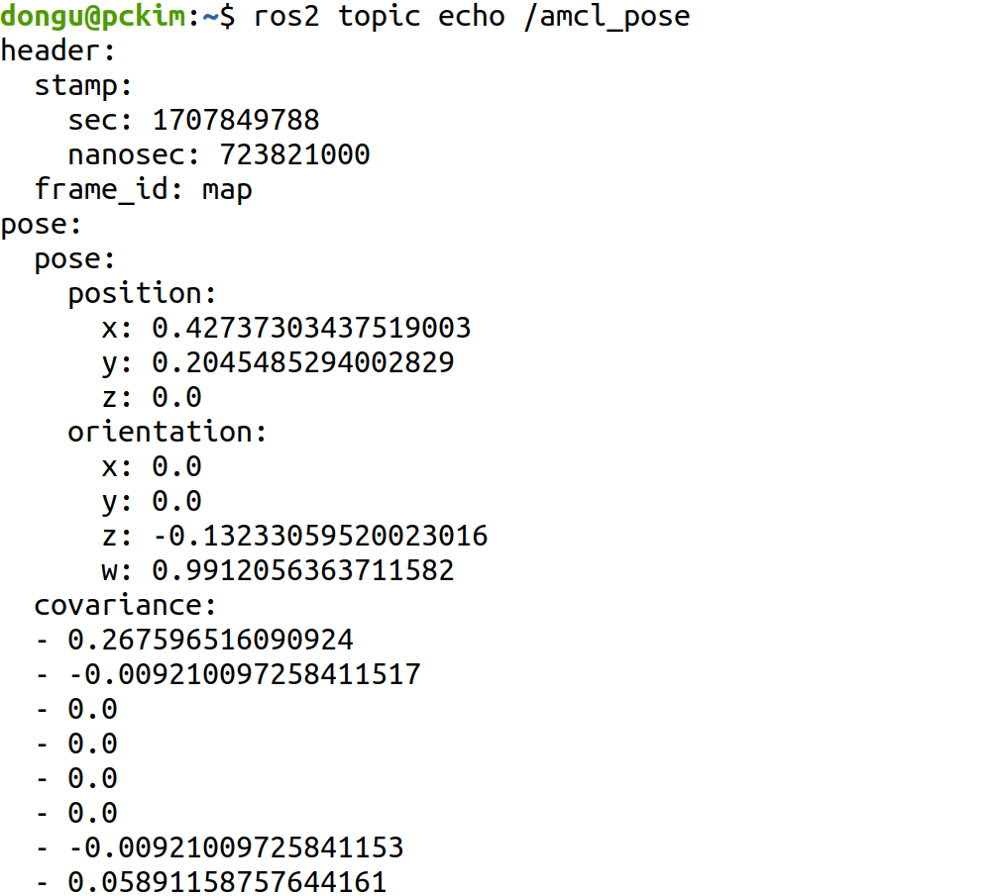 dongu@pckim:~$ ros2 topic echo /amcl_pose
header:
  stamp:
    sec: 1707849788
    nanosec: 723821000
  frame_id: map
pose:
  pose:
    position:
      x: 0.42737303437519003
      y: 0.2045485294002829
      z: 0.0
    orientation:
      x: 0.0
      y: 0.0
      z: -0.13233059520023016
      w: 0.9912056363711582
  covariance:
  - 0.267596516090924
  - -0.009210097258411517
  - 0.0
  - 0.0
  - 0.0
  - 0.0
  - -0.00921009725841153
  - 0.05891158757644161